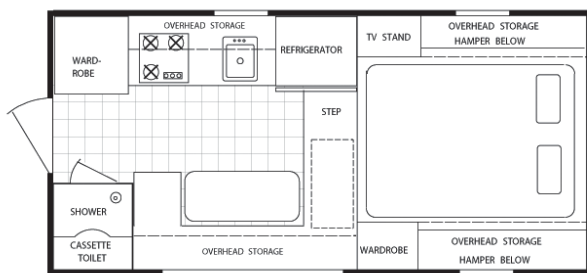 OVERHEAD STORAGE
WARD-
ROBE
REFRIGERATOR
TV STAND
OVERHEAD STORAGE
HAMPER BELOW
STEP
SHOWER
CASSETTE
TOILET
OVERHEAD STORAGE
WARDROBE
OVERHEAD STORAGE
HAMPER BELOW